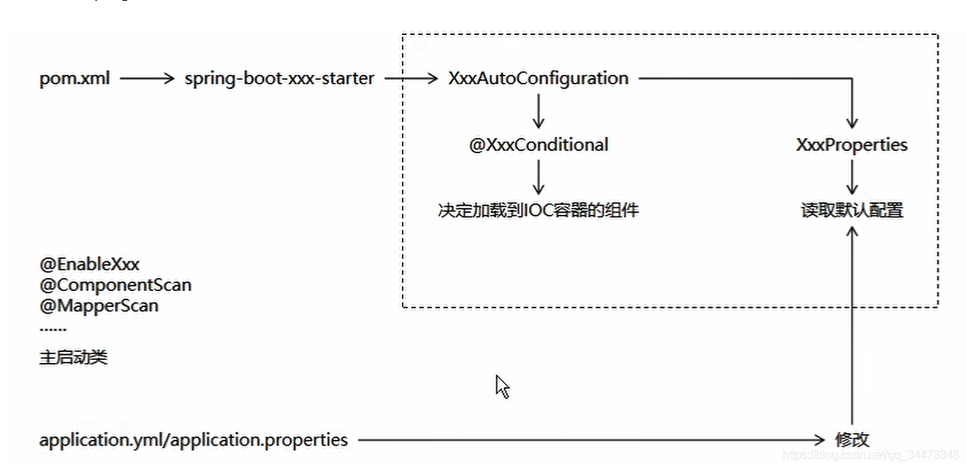 pom.xml
spring-boot-xxx-starter
XxxAutoConfiguration
@XxxConditional
XxxProperties
决定加载到IOC容器的组件
读取默认配置
@EnableXxx
@ComponentScan
@MapperScan
......
主启动类
application.yml/application.properties
修改
https://blog.csdn.net/qq_34473348